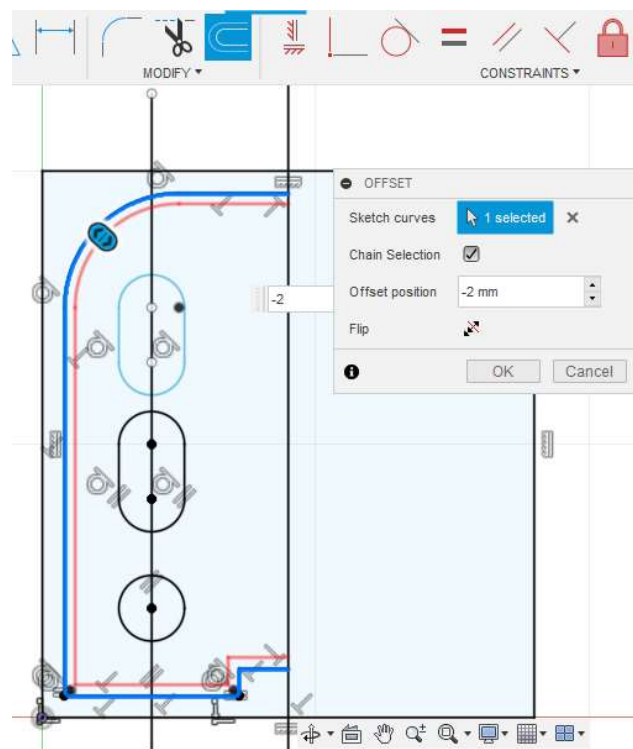 MODIFY ▾
CONSTRAINTS ▾
OFFSET
Sketch curves
1 selected
Chain Selection
Offset position
-2 mm
-2
Flip
OK
Cancel